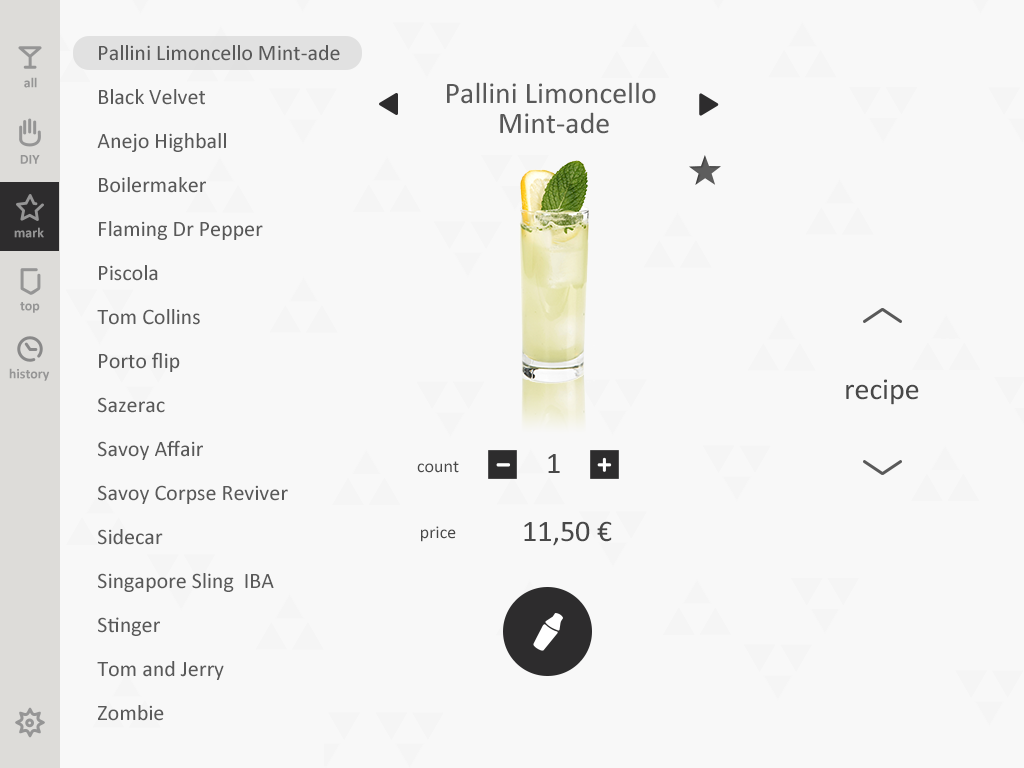 all
DIY
mark
top
history
Pallini Limoncello Mint-ade
Black Velvet
Anejo Highball
Boilermaker
Flaming Dr Pepper
Piscola
Tom Collins
Porto flip
Sazerac
Savoy Affair
Savoy Corpse Reviver
Sidecar
Singapore Sling  IBA
Stinger
Tom and Jerry
Zombie
Pallini Limoncello
Mint-ade
count 1
price 11,50 €
recipe